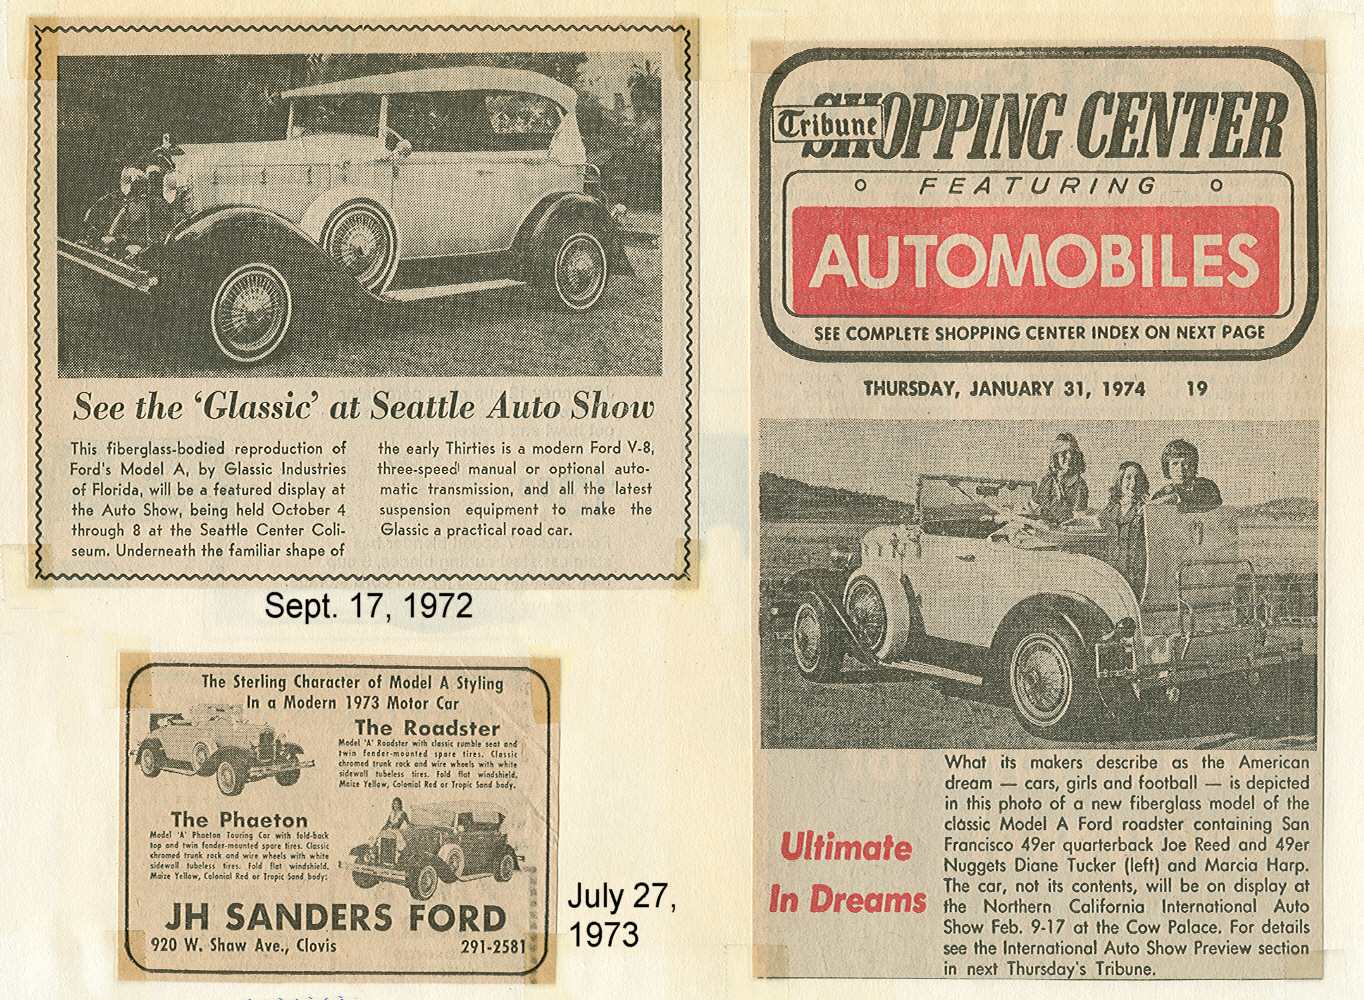 See the ‘Glassic’ at Seattle Auto Show
This fiberglass-bodied reproduction of
Ford's Model A, by Glassic Industries
of Florida, will be a featured display at
the Auto Show, being held October 4
through 8 at the Seattle Center Coli-
seum. Underneath the familiar shape of
the early Thirties is a modern Ford V-8,
three-speed manual or optional auto-
matic transmission, and all the latest
suspension equipment to make the
Glassic a practical road car.
Sept. 17, 1972
The Sterling Character of Model A Styling
In a Modern 1973 Motor Car
The Roadster
Model 'A' Roadster with classic rumble seat and
twin fender-mounted spare tires. Classic
chromed trunk rack and wire wheels with white
sidewall tubeless tires. Fold flat windshield.
Maize Yellow, Colonial Red or Tropic Sand body.
The Phaeton
Model 'A' Phaeton Touring Car with fold-back
top and twin fender-mounted spare tires. Classic
chromed trunk rack and wire wheels with white
sidewall tubeless tires. Fold flat windshield.
Maize Yellow, Colonial Red or Tropic Sand body:
JH SANDERS FORD
920 W. Shaw Ave., Clovis 291-2581
July 27,
1973
Tribune SHOPPING CENTER
FEATURING
AUTOMOBILES
SEE COMPLETE SHOPPING CENTER INDEX ON NEXT PAGE
THURSDAY, JANUARY 31, 1974 19
Ultimate
In Dreams
What its makers describe as the American
dream — cars, girls and football — is depicted
in this photo of a new fiberglass model of the
classic Model A Ford roadster containing San
Francisco 49er quarterback Joe Reed and 49er
Nuggets Diane Tucker (left) and Marcia Harp.
The car, not its contents, will be on display at
the Northern California International Auto
Show Feb. 9-17 at the Cow Palace. For details
see the International Auto Show Preview section
in next Thursday's Tribune.